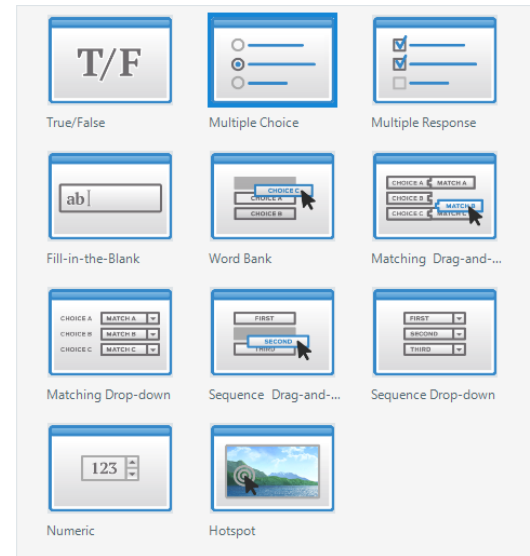 T/F
True/False
Multiple Choice
Multiple Response
ab
Fill-in-the-Blank
CHOICE C
CHOICE A
CHOICE B
Word Bank
CHOICE A MATCH A
CHOICE B MATCH B
CHOICE C MATCH C
Matching Drag-and-...
CHOICE A MATCH A
CHOICE B MATCH B
CHOICE C MATCH C
Matching Drop-down
FIRST
SECOND
THIRD
Sequence Drag-and-...
FIRST
SECOND
THIRD
Sequence Drop-down
123
Numeric
Hotspot